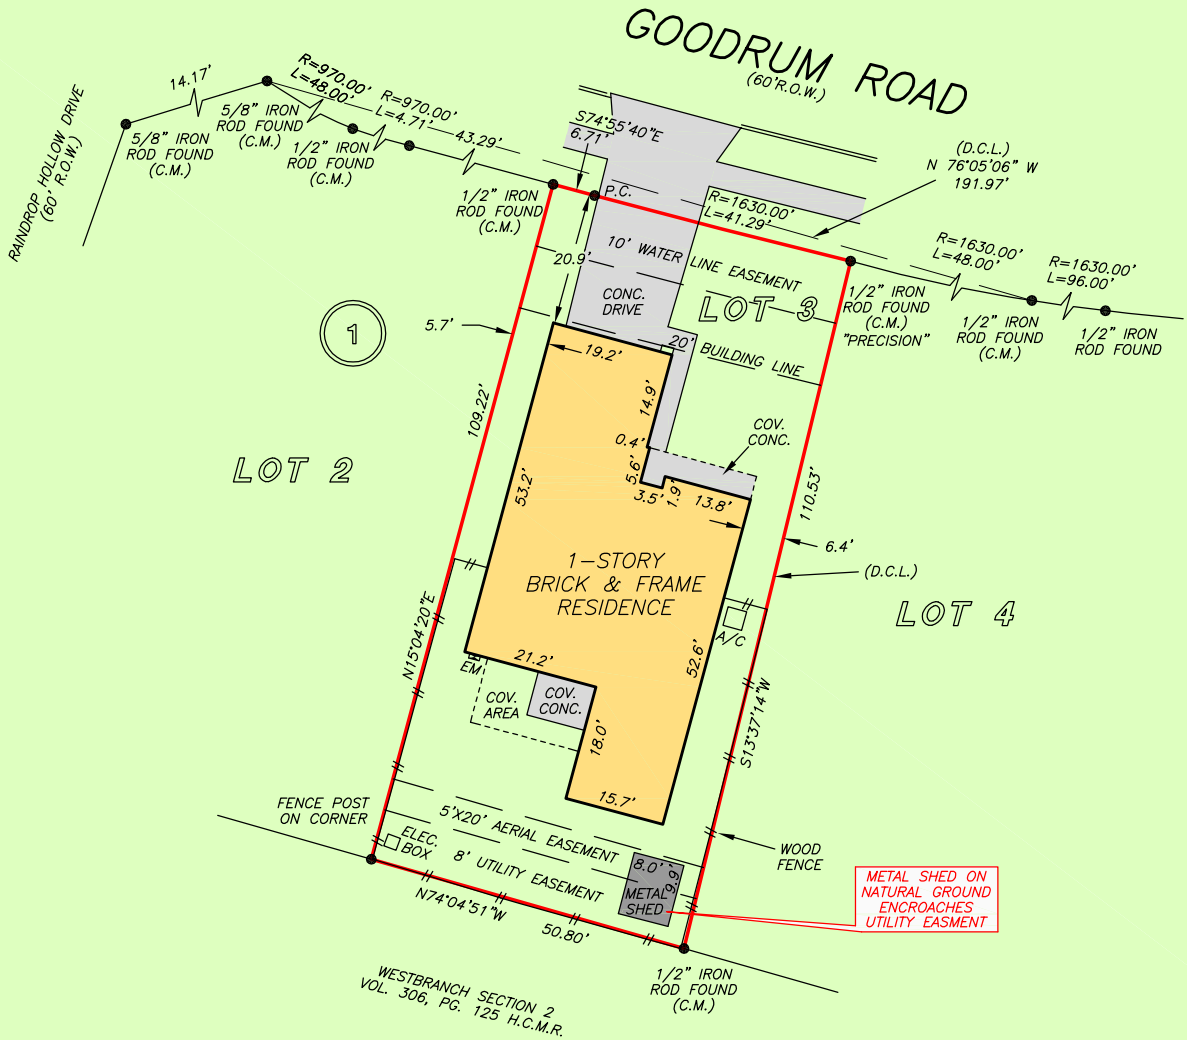 GOODRUM ROAD
(60'R.O.W.)
RAINDROP HOLLOW DRIVE
(60' R.O.W.)
14.17'
5/8" IRON
ROD FOUND
(C.M.)
5/8" IRON
ROD FOUND
(C.M.)
R=970.00'
L=48.00'
1/2" IRON
ROD FOUND
(C.M.)
R=970.00'
L=4.71'
43.29'
1/2" IRON
ROD FOUND
(C.M.)
S74°55'40"E
6.71'
P.C.
R=1630.00'
L=41.29'
(D.C.L.)
N 76°05'06" W
191.97'
R=1630.00'
L=48.00'
R=1630.00'
L=96.00'
1/2" IRON
ROD FOUND
(C.M.)
"PRECISION"
1/2" IRON
ROD FOUND
(C.M.)
1/2" IRON
ROD FOUND
10' WATER LINE EASEMENT
20.9'
CONC.
DRIVE
LOT 3
20' BUILDING LINE
1
5.7'
19.2'
14.9'
109.22'
0.4'
COV.
CONC.
LOT 2
53.2'
5.6'
3.5'
1.9'
13.8'
110.53'
6.4'
(D.C.L.)
1-STORY
BRICK & FRAME
RESIDENCE
LOT 4
A/C
N15°04'20"E
EM
21.2'
52.6'
COV.
AREA
COV.
CONC.
18.0'
S13°37'14"W
15.7'
FENCE POST
ON CORNER
5'X20' AERIAL EASEMENT
ELEC.
BOX
8' UTILITY EASEMENT
8.0'
9.9'
METAL
SHED
WOOD
FENCE
METAL SHED ON
NATURAL GROUND
ENCROACHES
UTILITY EASMENT
N74°04'51"W
50.80'
1/2" IRON
ROD FOUND
(C.M.)
WESTBRANCH SECTION 2
VOL. 306, PG. 125 H.C.M.R.